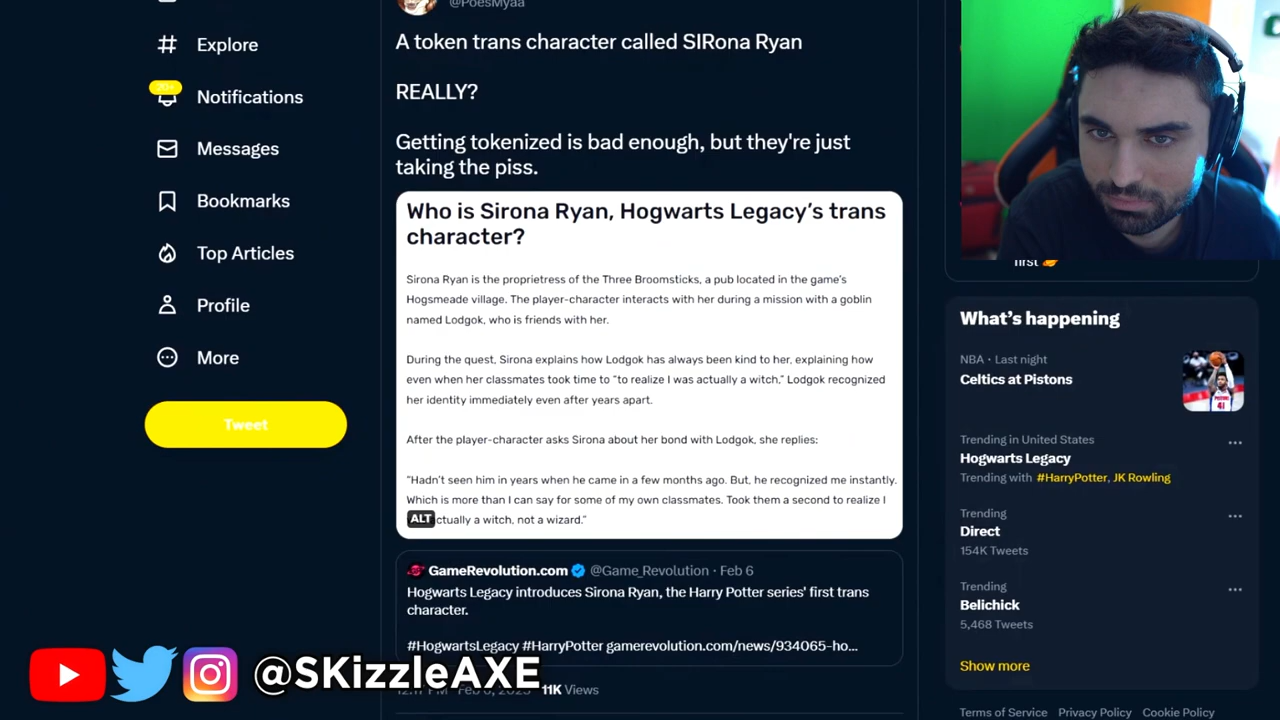 @PoesMyaa
Explore
20+
Notifications
Messages
Bookmarks
Top Articles
Profile
More
Tweet
A token trans character called SIRona Ryan
REALLY?
Getting tokenized is bad enough, but they're just
taking the piss.
Who is Sirona Ryan, Hogwarts Legacy's trans
character?
Sirona Ryan is the proprietress of the Three Broomsticks, a pub located in the game's
Hogsmeade village. The player-character interacts with her during a mission with a goblin
named Lodgok, who is friends with her.
During the quest, Sirona explains how Lodgok has always been kind to her, explaining how
even when her classmates took time to "to realize I was actually a witch." Lodgok recognized
her identity immediately even after years apart.
After the player-character asks Sirona about her bond with Lodgok, she replies:
"Hadn't seen him in years when he came in a few months ago. But, he recognized me instantly.
Which is more than I can say for some of my own classmates. Took them a second to realize I
ALT ctually a witch, not a wizard."
GameRevolution.com @Game_Revolution · Feb 6
Hogwarts Legacy introduces Sirona Ryan, the Harry Potter series' first trans
character.
#HogwartsLegacy #HarryPotter gamerevolution.com/news/934065-ho...
11K Views
first
What's happening
NBA · Last night
Celtics at Pistons
41
Trending in United States
Hogwarts Legacy
Trending with #HarryPotter, JK Rowling
Trending
Direct
154K Tweets
Trending
Belichick
5,468 Tweets
Show more
Terms of Service Privacy Policy Cookie Policy
@SKizzleAXE